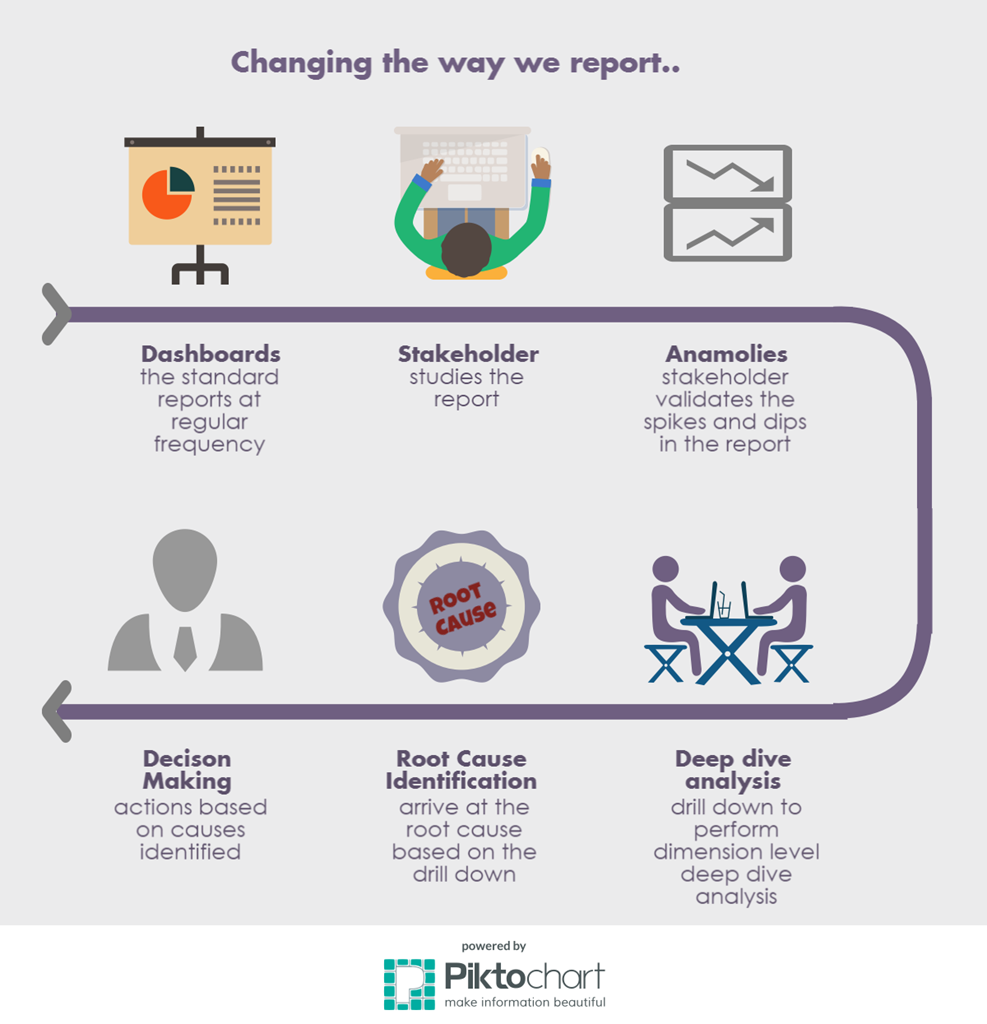 Changing the way we report..
Dashboards
the standard
reports at
regular
frequency
Stakeholder
studies the
report
Anamolies
stakeholder
validates the
spikes and dips
in the report
ROOT
CAUSE
Decison
Making
actions based
on causes
identified
Root Cause
Identification
arrive at the
root cause
based on the
drill down
Deep dive
analysis
drill down to
perform
dimension level
deep dive
analysis
powered by
P Piktochart
make information beautiful